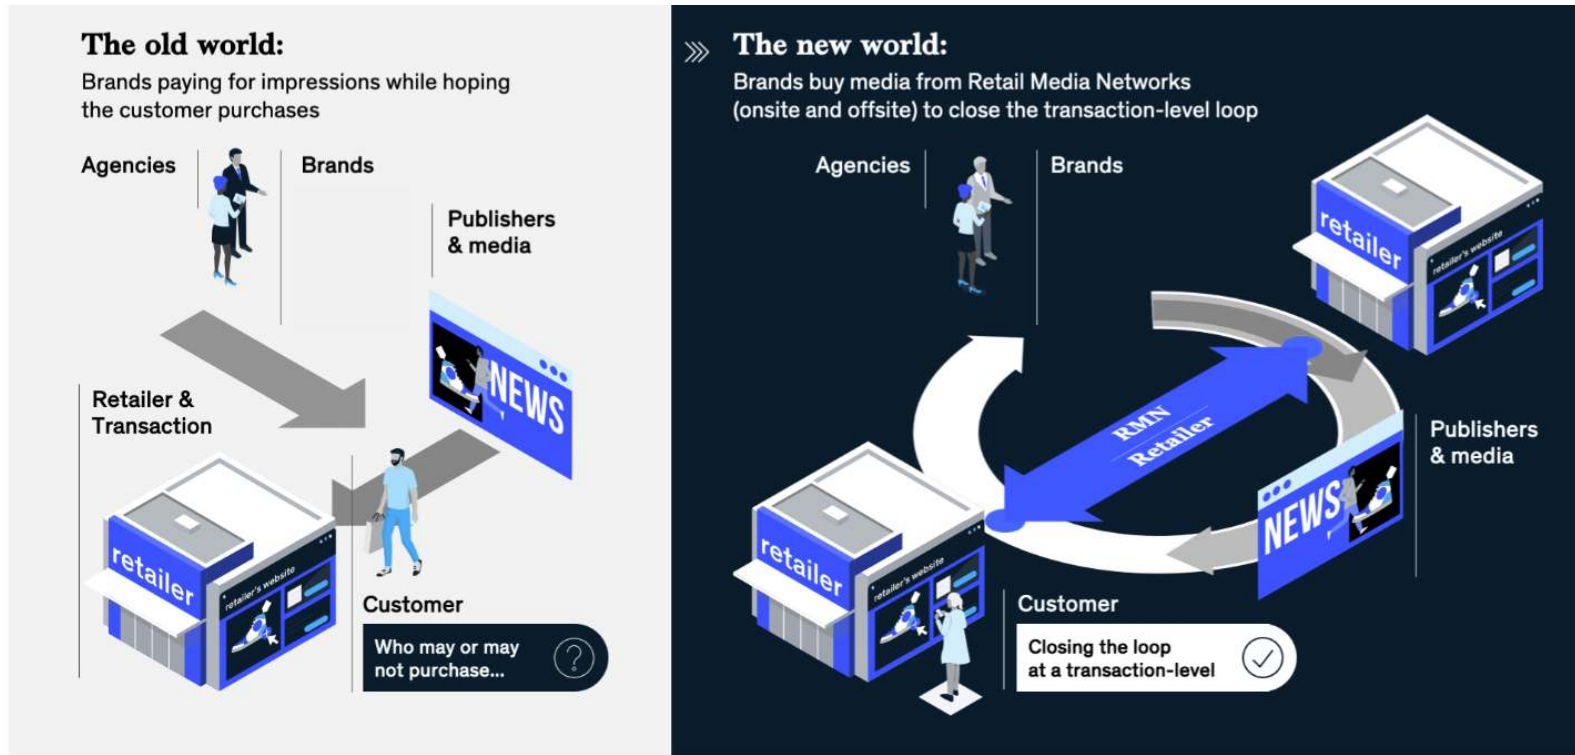 The old world:
Brands paying for impressions while hoping
the customer purchases
Agencies
Brands
Publishers
& media
NEWS
Retailer &
Transaction
retailer
retailer's website
Customer
Who may or may
not purchase...
?
The new world:
Brands buy media from Retail Media Networks
(onsite and offsite) to close the transaction-level loop
Agencies
Brands
retailer
retailer's website
RMN
Retailer
Publishers
& media
NEWS
retailer
retailer's website
Customer
Closing the loop
at a transaction-level